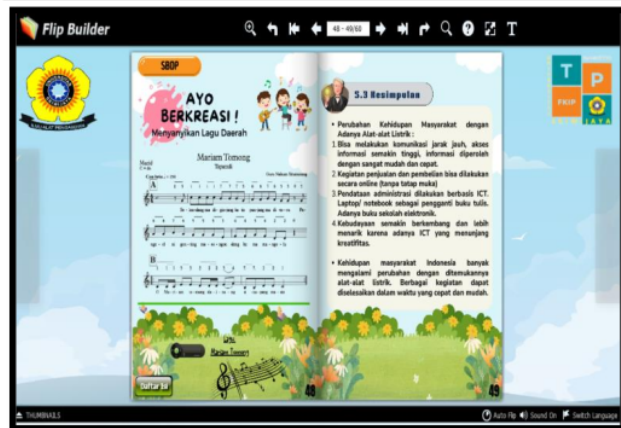 Flip Builder
48 - 49/60
T
SBDP
AYO
BERKREASI !
Menyanyikan Lagu Daerah
Mariam Tomong
Tapanuli
A
B
Lagu
Mariam Tomong
Daftar Isi
48
5.3 Kesimpulan
• Perubahan Kehidupan Masyarakat dengan
Adanya Alat-alat Listrik :
1. Bisa melakukan komunikasi jarak jauh, akses
informasi semakin tinggi, informasi diperoleh
dengan sangat mudah dan cepat.
2. Kegiatan penjualan dan pembelian bisa dilakukan
secara online (tanpa tatap muka)
3. Pendataan administrasi dilakukan berbasis ICT.
Laptop/ notebook sebagai pengganti buku tulis.
Adanya buku sekolah elektronik.
4. Kebudayaan semakin berkembang dan lebih
menarik karena adanya ICT yang menunjang
kreatifitas.
• Kehidupan masyarakat Indonesia banyak
mengalami perubahan dengan ditemukannya
alat-alat listrik. Berbagai kegiatan dapat
diselesaikan dalam waktu yang cepat dan mudah.
49
T P
FKIP
THUMBNAILS
Auto Flip Sound On Switch Language